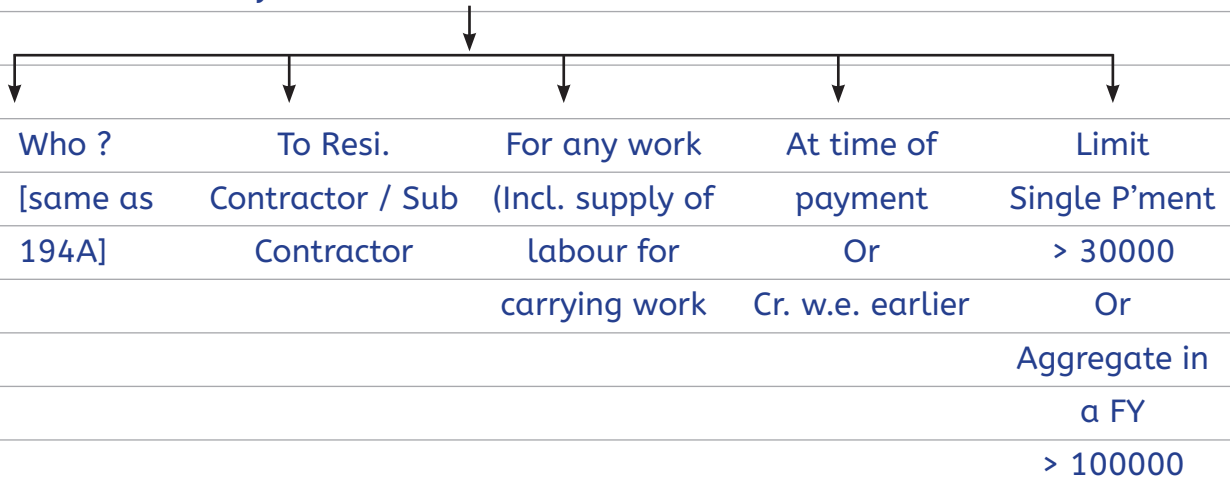 Who ? To Resi. For any work At time of Limit
[same as Contractor / Sub (Incl. supply of payment Single P’ment
194A] Contractor labour for Or > 30000
carrying work Cr. w.e. earlier Or
Aggregate in
a FY
> 100000